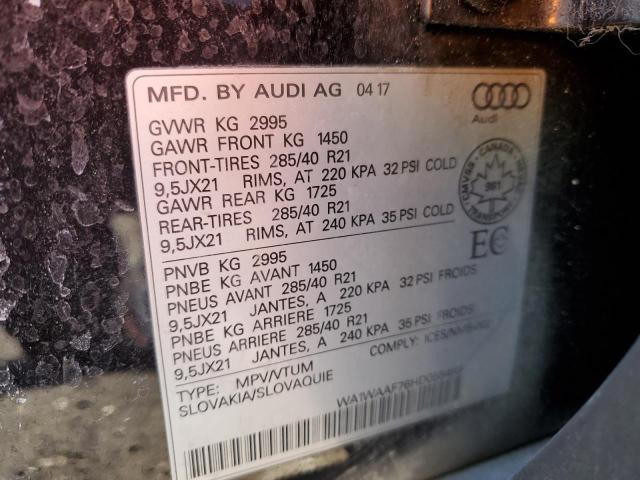 MFD. BY AUDI AG 04 17
Audi
GVWR KG 2995
GAWR FRONT KG 1450
FRONT-TIRES 285/40 R21
9,5JX21 RIMS, AT 220 KPA 32 PSI COLD
GAWR REAR KG 1725
REAR-TIRES 285/40 R21
9,5JX21 RIMS, AT 240 KPA 35 PSI COLD
CANADA
TRANSPORT
EC
PNVB KG 2995
PNBE KG AVANT 1450
PNEUS AVANT 285/40 R21
9,5JX21 JANTES, A 220 KPA 32 PSI FROIDS
PNBE KG ARRIERE 1725
PNEUS ARRIERE 285/40 R21
9,5JX21 JANTES, A 240 KPA 35 PSI FROIDS
COMPLY:
TYPE: MPV/VTUM
SLOVAKIA/SLOVAQUIE